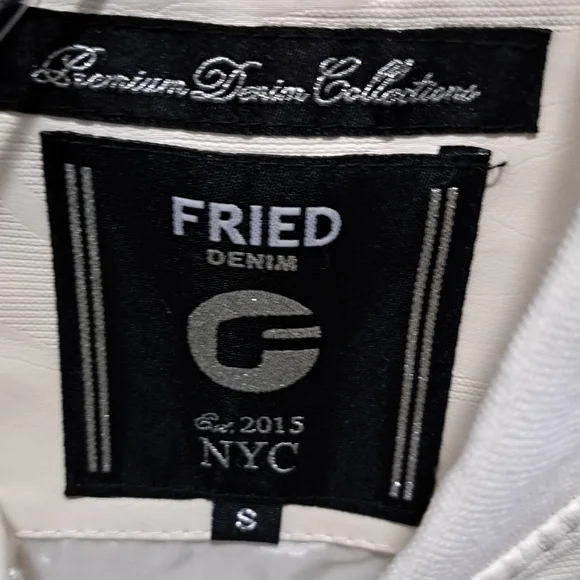 Premium Denim Collections
FRIED
DENIM
Est. 2015
NYC
S